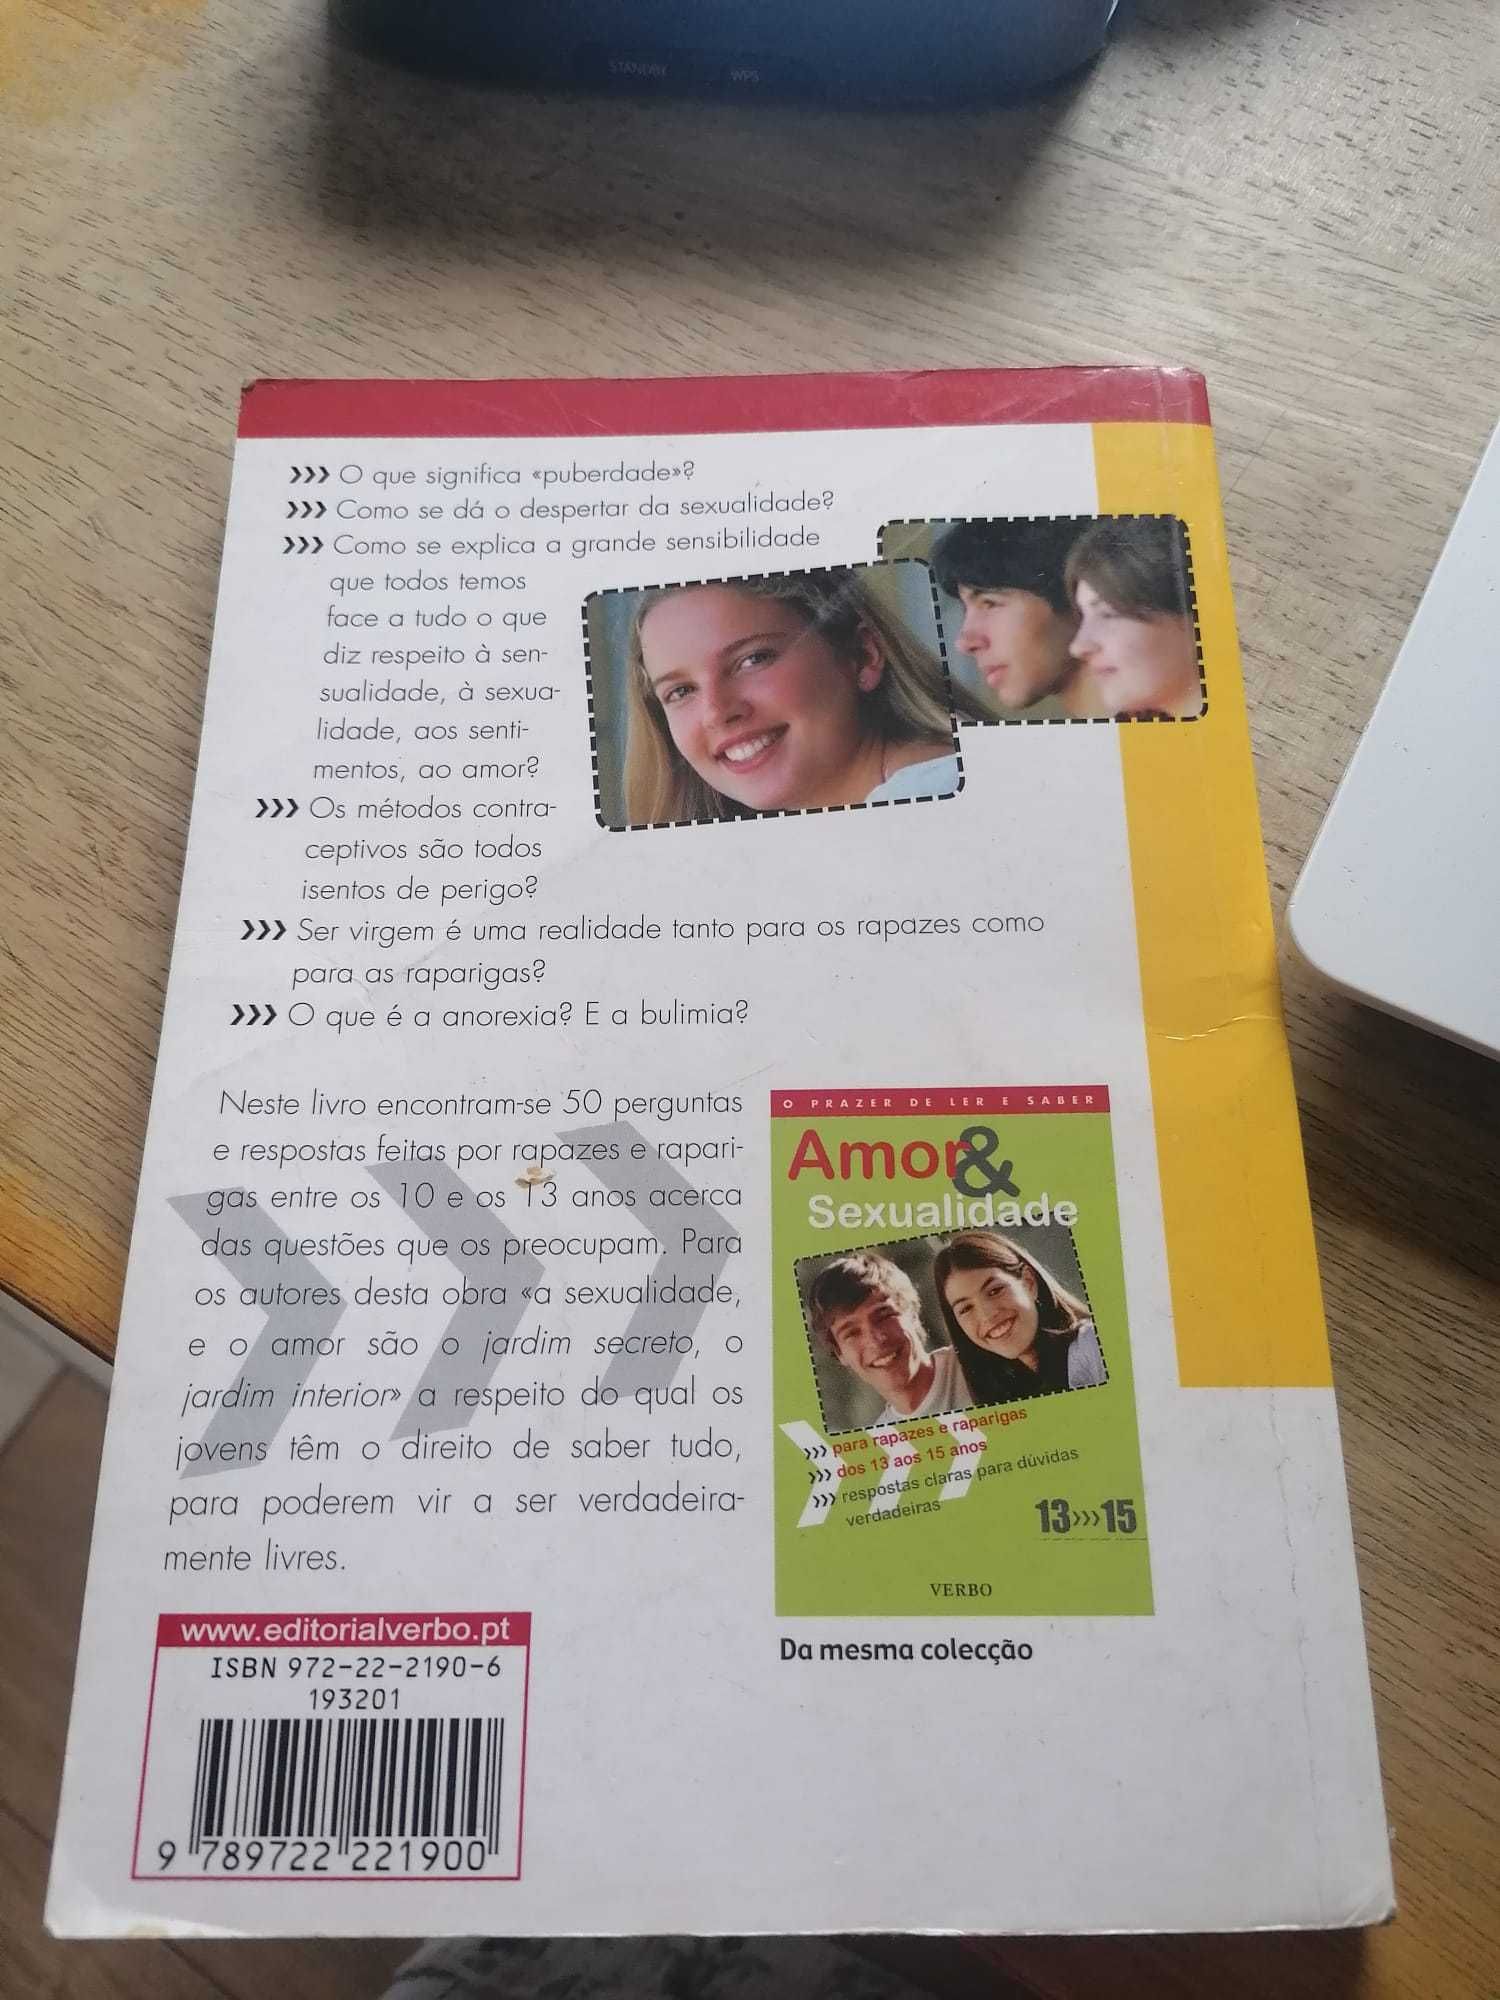 STANDBY WPS
››› O que significa «puberdade»?
››› Como se dá o despertar da sexualidade?
››› Como se explica a grande sensibilidade
que todos temos
face a tudo o que
diz respeito à sen-
sualidade, à sexua-
lidade, aos senti-
mentos, ao amor?
››› Os métodos contra-
ceptivos são todos
isentos de perigo?
››› Ser virgem é uma realidade tanto para os rapazes como
para as raparigas?
››› O que é a anorexia? E a bulimia?
Neste livro encontram-se 50 perguntas
e respostas feitas por rapazes e rapari-
gas entre os 10 e os 13 anos acerca
das questões que os preocupam. Para
os autores desta obra «a sexualidade,
e o amor são o jardim secreto, o
jardim interior» a respeito do qual os
jovens têm o direito de saber tudo,
para poderem vir a ser verdadeira-
mente livres.
O PRAZER DE LER E SABER
Amor &
Sexualidade
››› para rapazes e raparigas
››› dos 13 aos 15 anos
››› respostas claras para dúvidas
verdadeiras
13›››15
VERBO
Da mesma colecção
www.editorialverbo.pt
ISBN 972-22-2190-6
193201
9 789722 221900